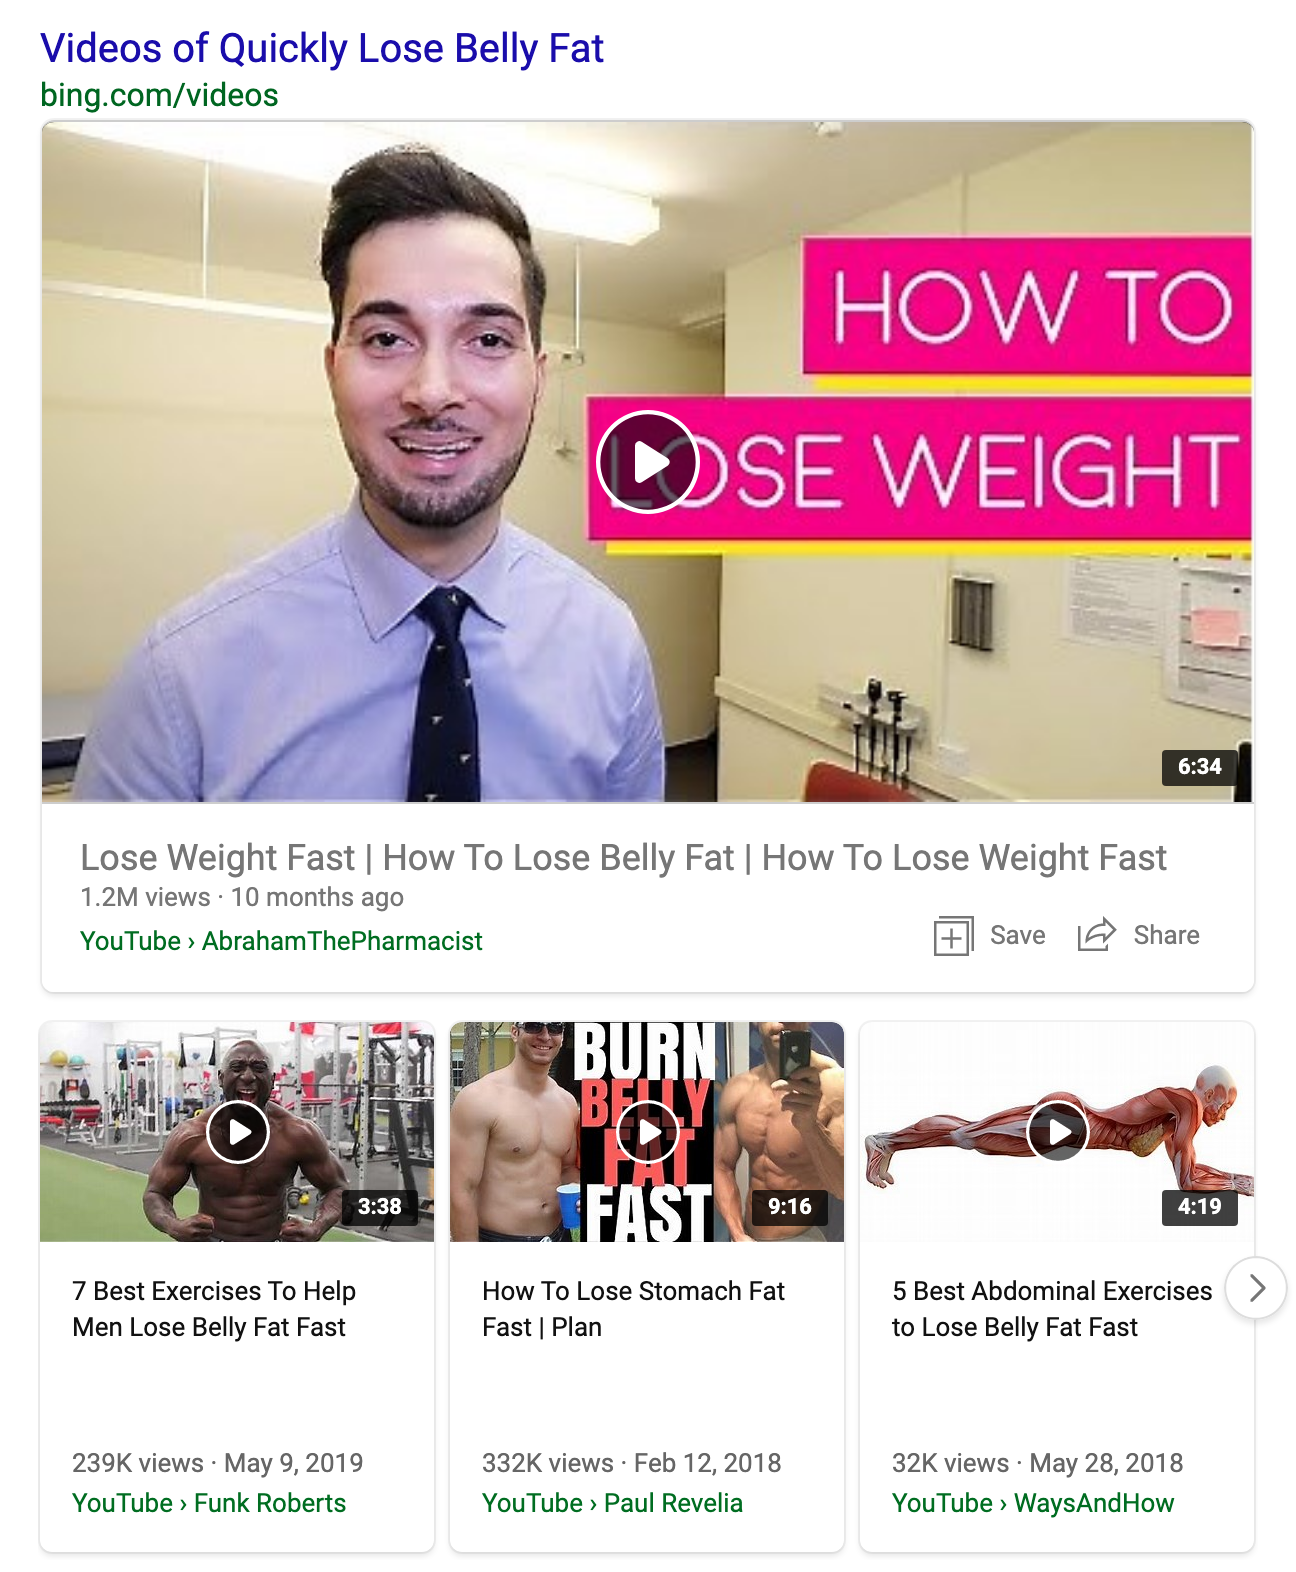 Videos of Quickly Lose Belly Fat
bing.com/videos
HOW TO
LOSE WEIGHT
6:34
Lose Weight Fast | How To Lose Belly Fat | How To Lose Weight Fast
1.2M views · 10 months ago
YouTube › AbrahamThePharmacist
Save
Share
BURN
BELLY
FAT
FAST
3:38
9:16
4:19
7 Best Exercises To Help
Men Lose Belly Fat Fast
239K views · May 9, 2019
YouTube › Funk Roberts
How To Lose Stomach Fat
Fast | Plan
332K views · Feb 12, 2018
YouTube › Paul Revelia
5 Best Abdominal Exercises
to Lose Belly Fat Fast
32K views · May 28, 2018
YouTube › WaysAndHow